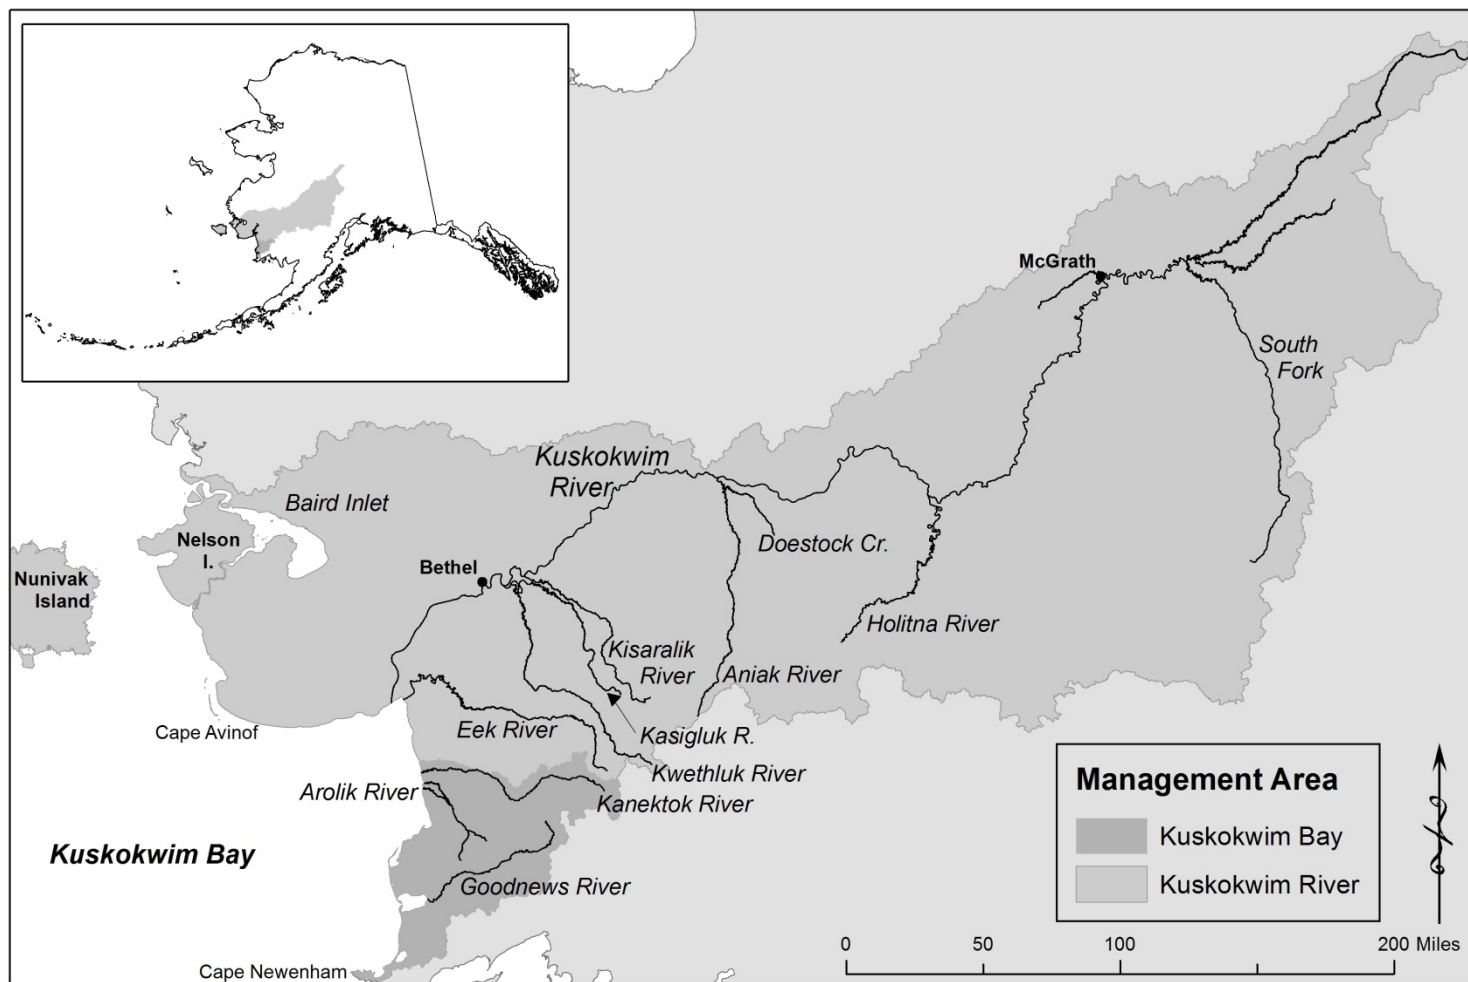 McGrath
South
Fork
Kuskokwim
River
Baird Inlet
Nelson
I.
Doestock Cr.
Bethel
Nunivak
Island
Holitna River
Kisaralik
River
Aniak River
Cape Avinof
Eek River
Kasigluk R.
Kwethluk River
Arolik River
Kanektok River
Kuskokwim Bay
Goodnews River
Cape Newenham
Management Area
Kuskokwim Bay
Kuskokwim River
0 50 100 200 Miles